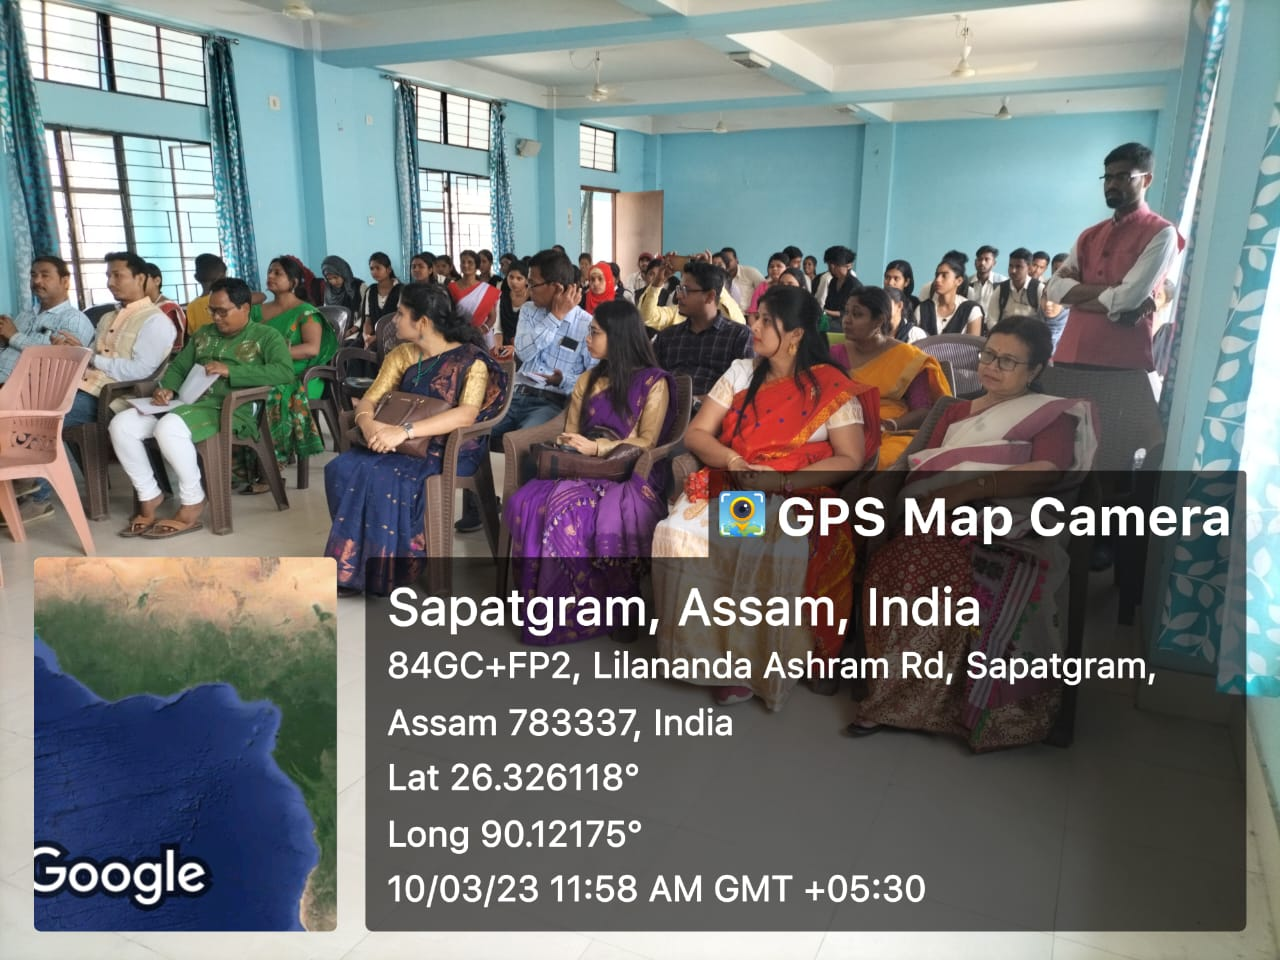 GPS Map Camera
Sapatgram, Assam, India
84GC+FP2, Lilananda Ashram Rd, Sapatgram,
Assam 783337, India
Lat 26.326118°
Long 90.12175°
10/03/23 11:58 AM GMT +05:30
Google